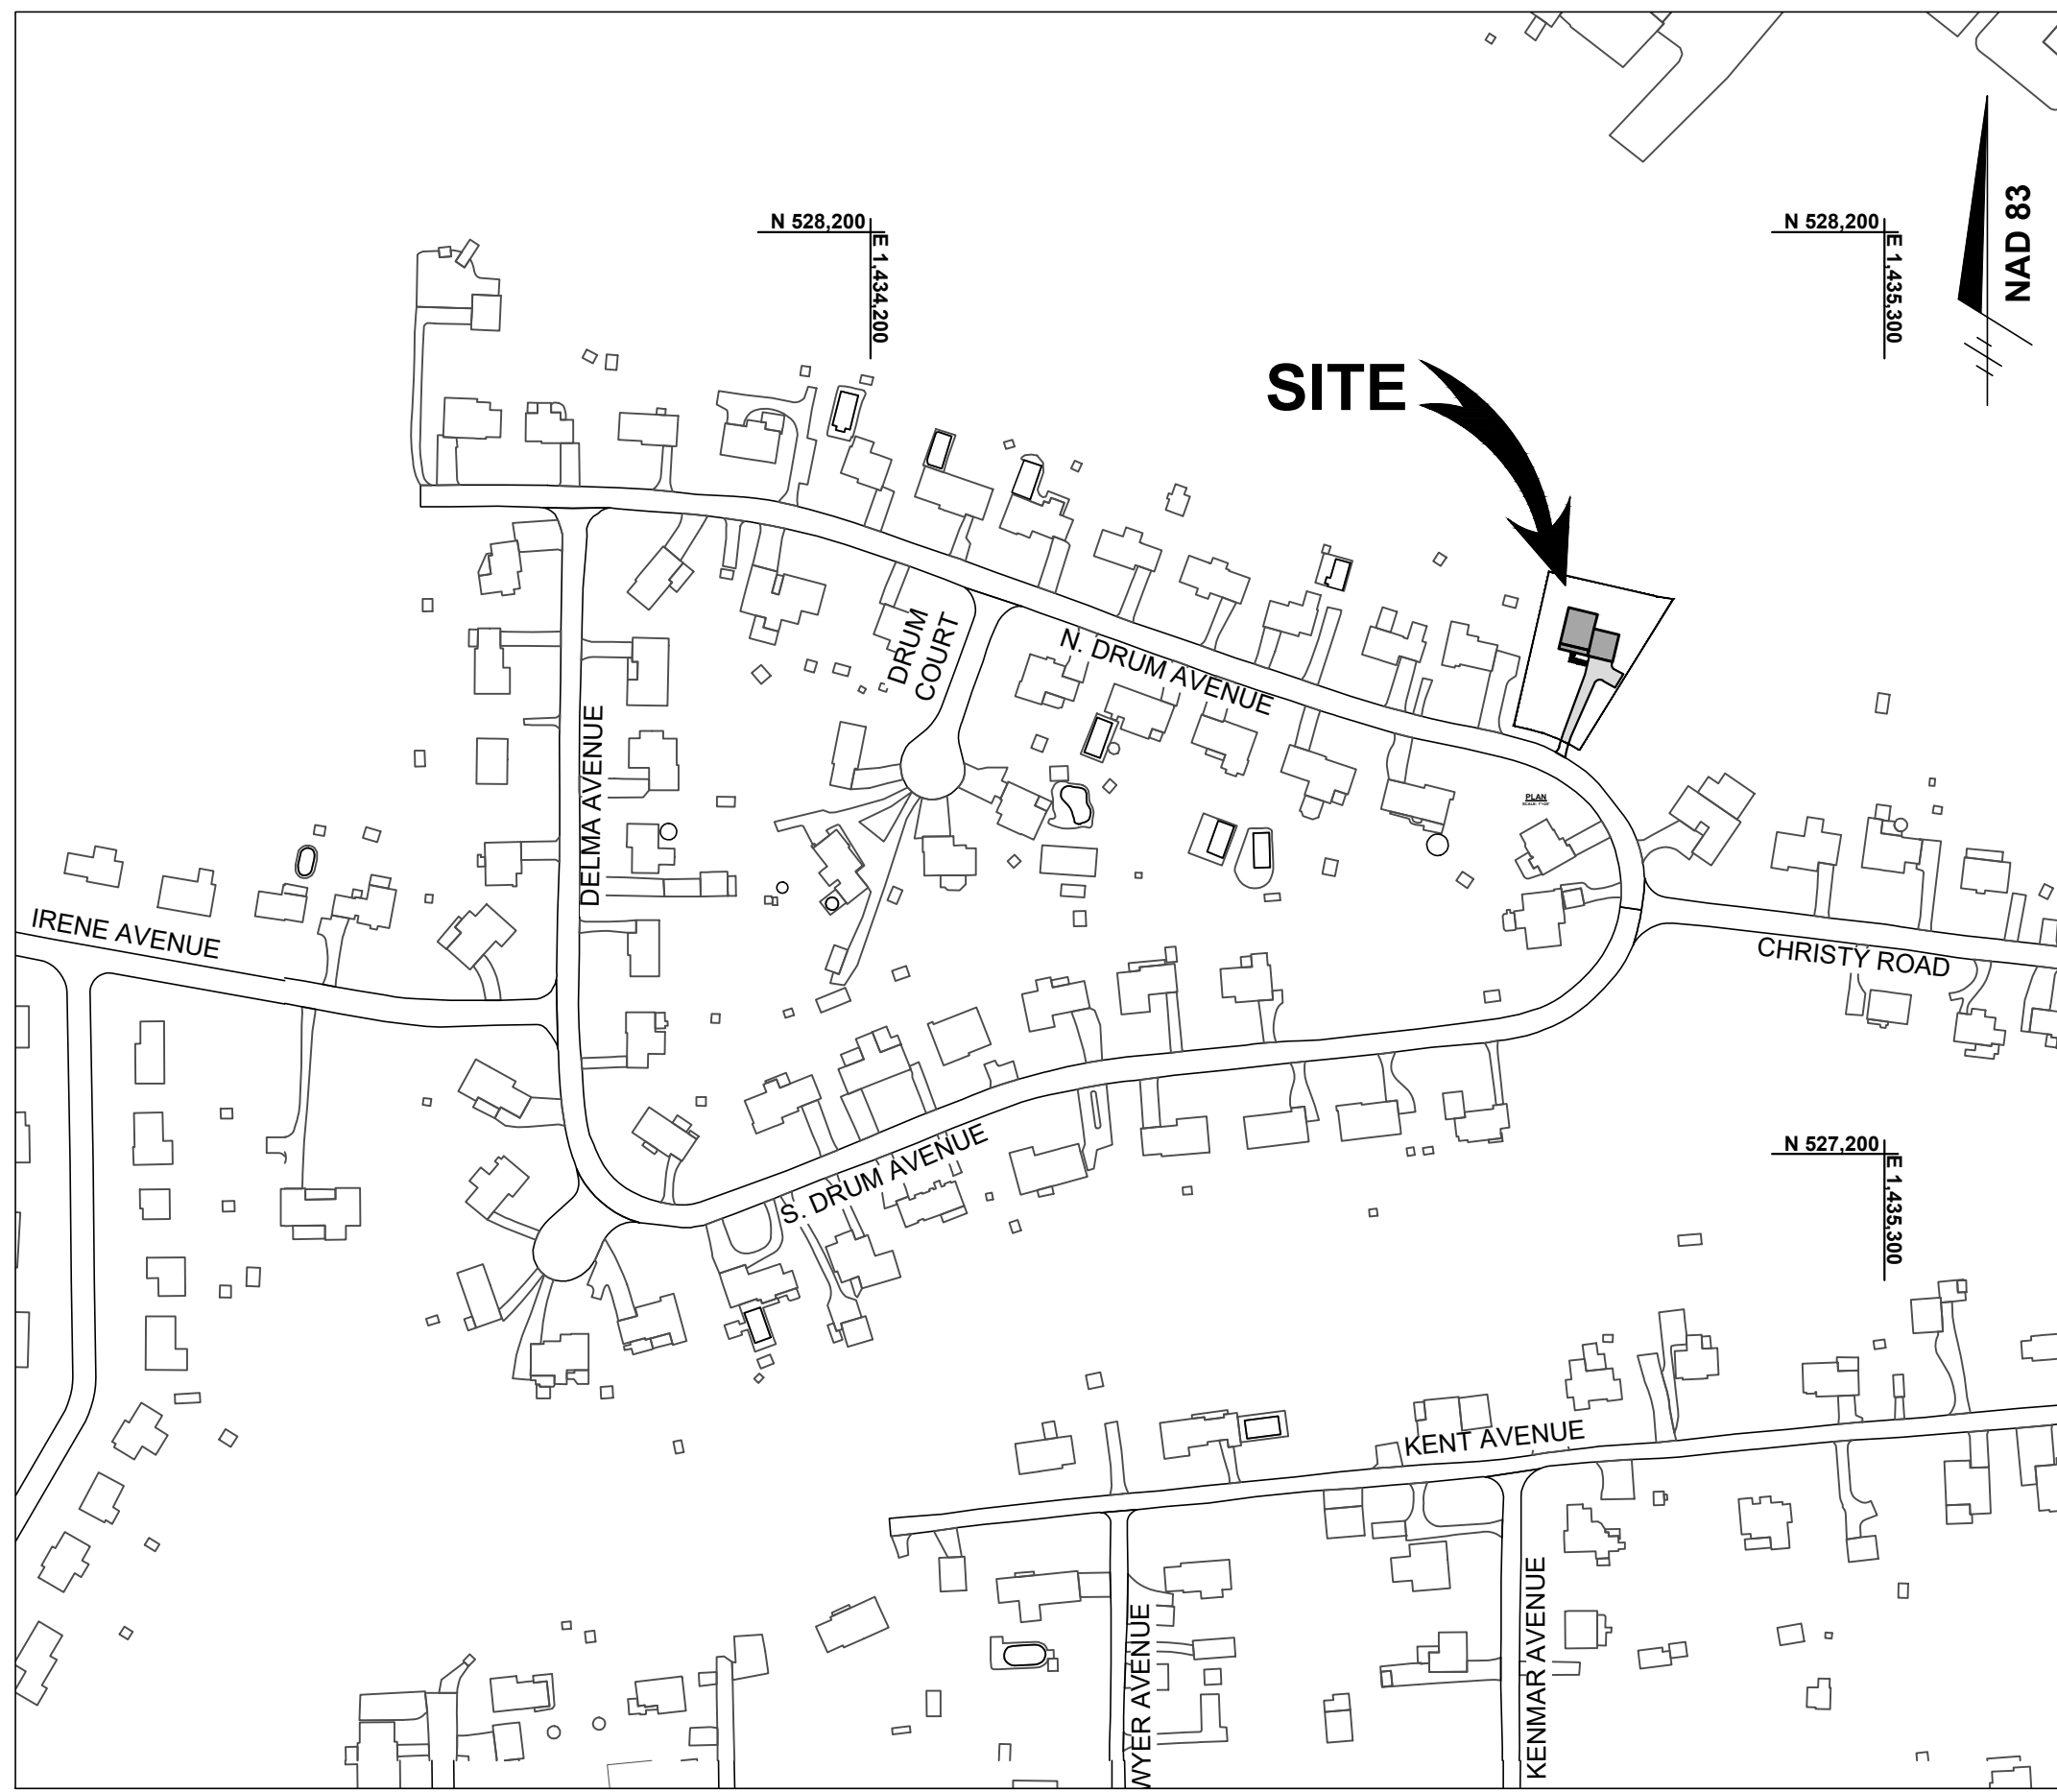 N 528,200
E 1,434,200
N 528,200
E 1,435,300
NAD 83
SITE
DRUM
COURT
N. DRUM AVENUE
DELMA AVENUE
PLAN
IRENE AVENUE
CHRISTY ROAD
S. DRUM AVENUE
N 527,200
E 1,435,300
KENT AVENUE
WYER AVENUE
KENMAR AVENUE